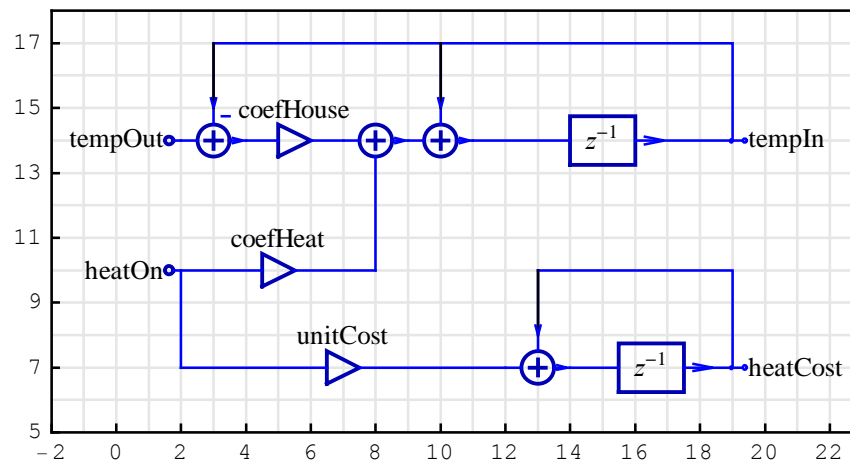 17
15
13
11
9
7
5
−2 0 2 4 6 8 10 12 14 16 18 20 22
− coefHouse
tempOut + + + z⁻¹ tempIn
coefHeat
heatOn
unitCost
+ z⁻¹ heatCost